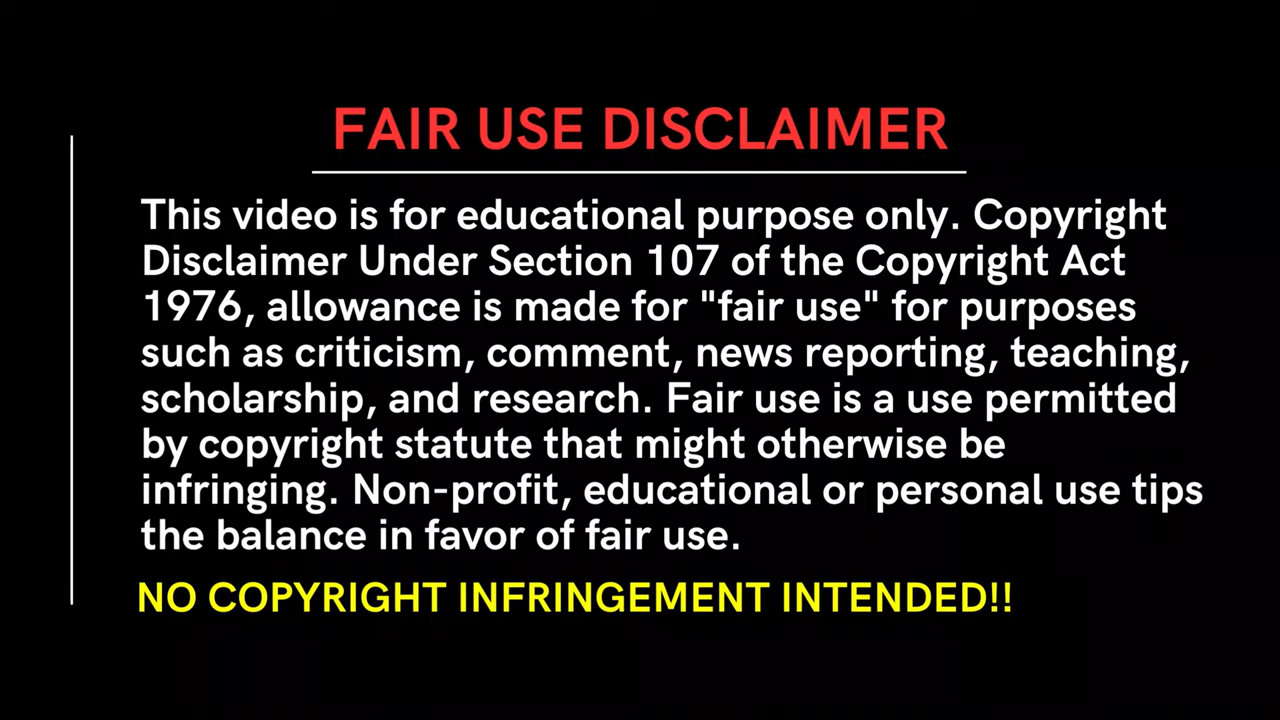 FAIR USE DISCLAIMER
This video is for educational purpose only. Copyright
Disclaimer Under Section 107 of the Copyright Act
1976, allowance is made for "fair use" for purposes
such as criticism, comment, news reporting, teaching,
scholarship, and research. Fair use is a use permitted
by copyright statute that might otherwise be
infringing. Non-profit, educational or personal use tips
the balance in favor of fair use.
NO COPYRIGHT INFRINGEMENT INTENDED!!